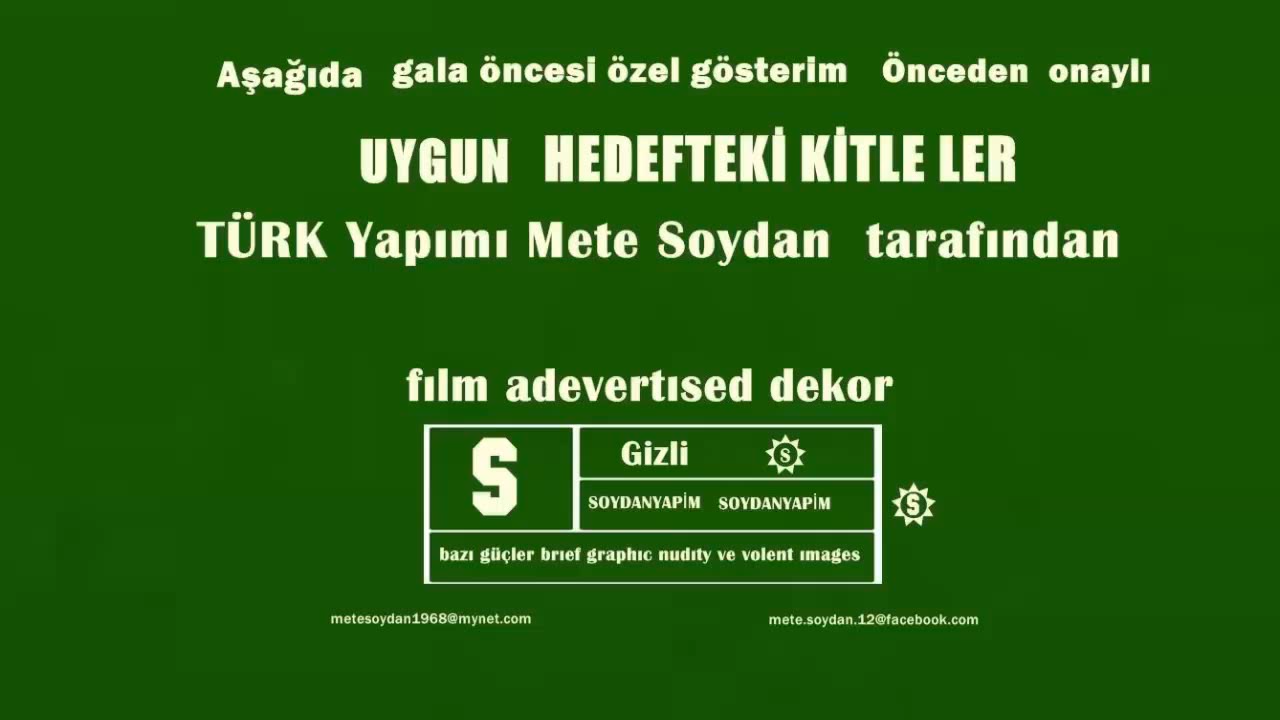 Aşağıda gala öncesi özel gösterim Önceden onaylı
UYGUN HEDEFTEKİ KİTLE LER
TÜRK Yapımı Mete Soydan tarafından
fılm adevertısed dekor
S
Gizli S
SOYDANYAPİM SOYDANYAPİM
S
bazı güçler brıef graphıc nudıty ve volent ımages
metesoydan1968@mynet.com mete.soydan.12@facebook.com